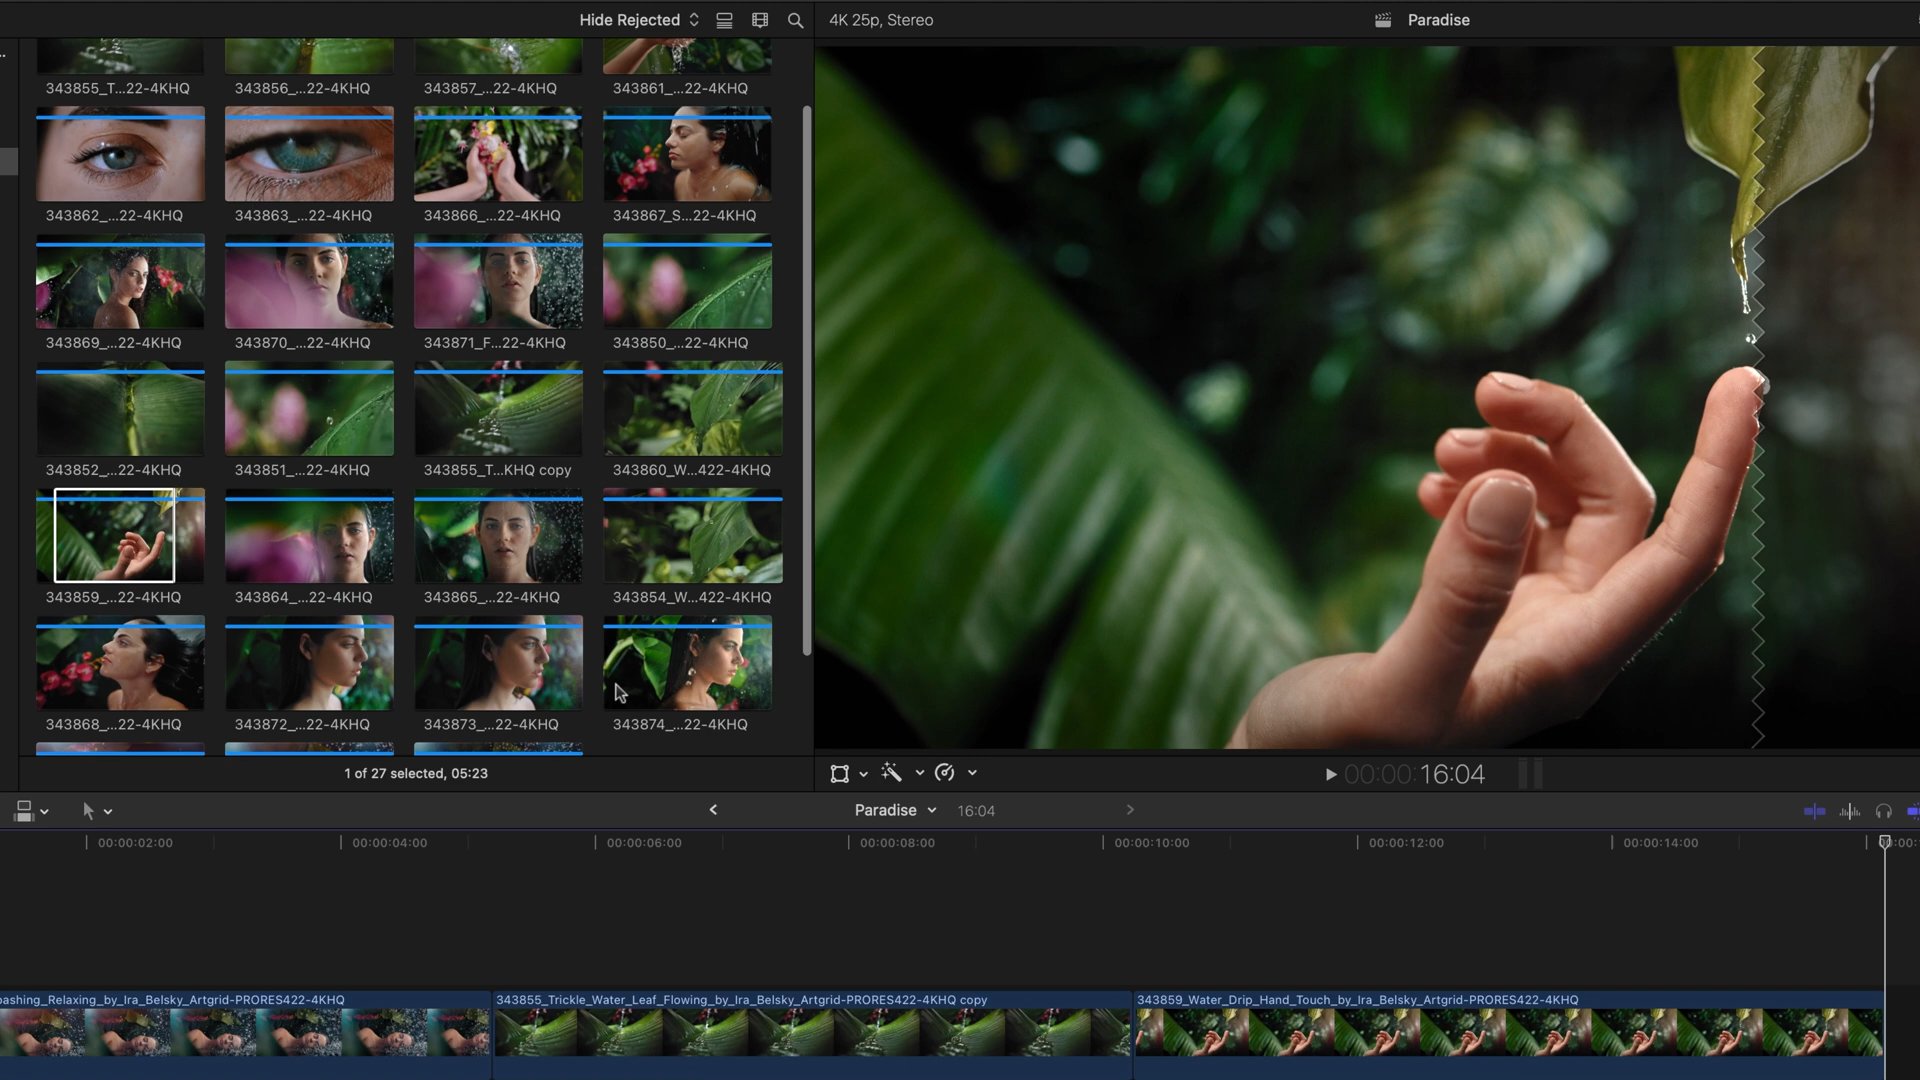 Hide Rejected
4K 25p, Stereo
Paradise
343855_T...22-4KHQ
343856_...22-4KHQ
343857_...22-4KHQ
343861_...22-4KHQ
343862_...22-4KHQ
343863_...22-4KHQ
343866_...22-4KHQ
343867_S...22-4KHQ
343869_...22-4KHQ
343870_...22-4KHQ
343871_F...22-4KHQ
343850_...22-4KHQ
343852_...22-4KHQ
343851_...22-4KHQ
343855_T...KHQ copy
343860_W...422-4KHQ
343859_...22-4KHQ
343864_...22-4KHQ
343865_...22-4KHQ
343854_W...422-4KHQ
343868_...22-4KHQ
343872_...22-4KHQ
343873_...22-4KHQ
343874_...22-4KHQ
1 of 27 selected, 05:23
00:00:16:04
Paradise
16:04
00:00:02:00
00:00:04:00
00:00:06:00
00:00:08:00
00:00:10:00
00:00:12:00
00:00:14:00
ashing_Relaxing_by_Ira_Belsky_Artgrid-PRORES422-4KHQ
343855_Trickle_Water_Leaf_Flowing_by_Ira_Belsky_Artgrid-PRORES422-4KHQ copy
343859_Water_Drip_Hand_Touch_by_Ira_Belsky_Artgrid-PRORES422-4KHQ